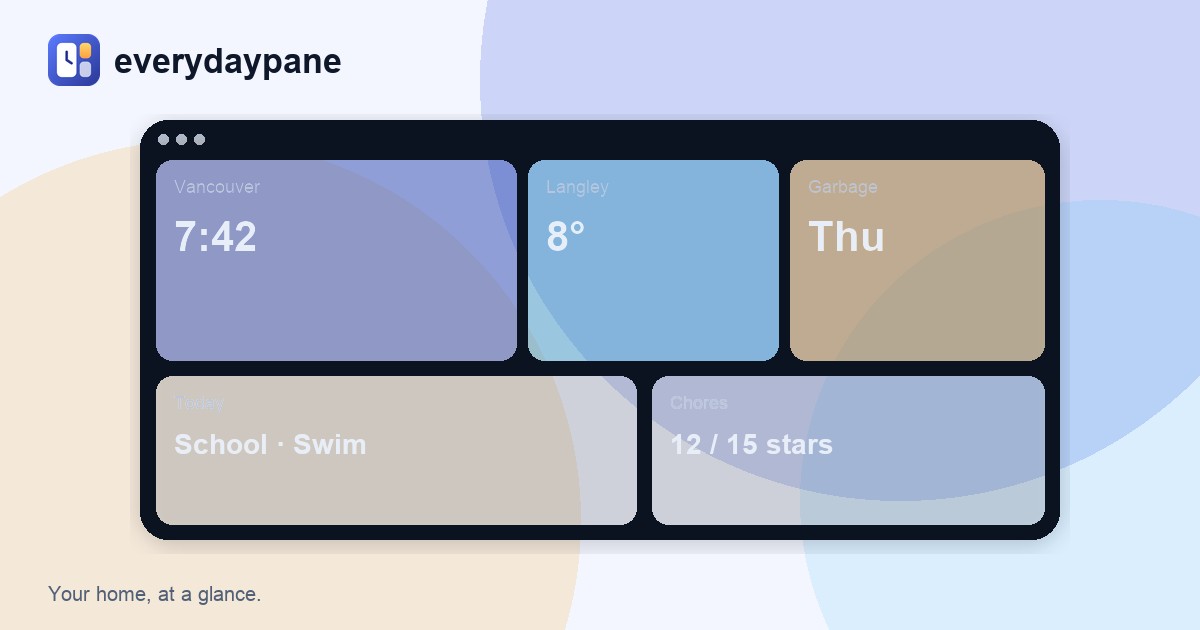 everydaypane
Vancouver
7:42
Langley
8°
Garbage
Thu
Today
School · Swim
Chores
12 / 15 stars
Your home, at a glance.